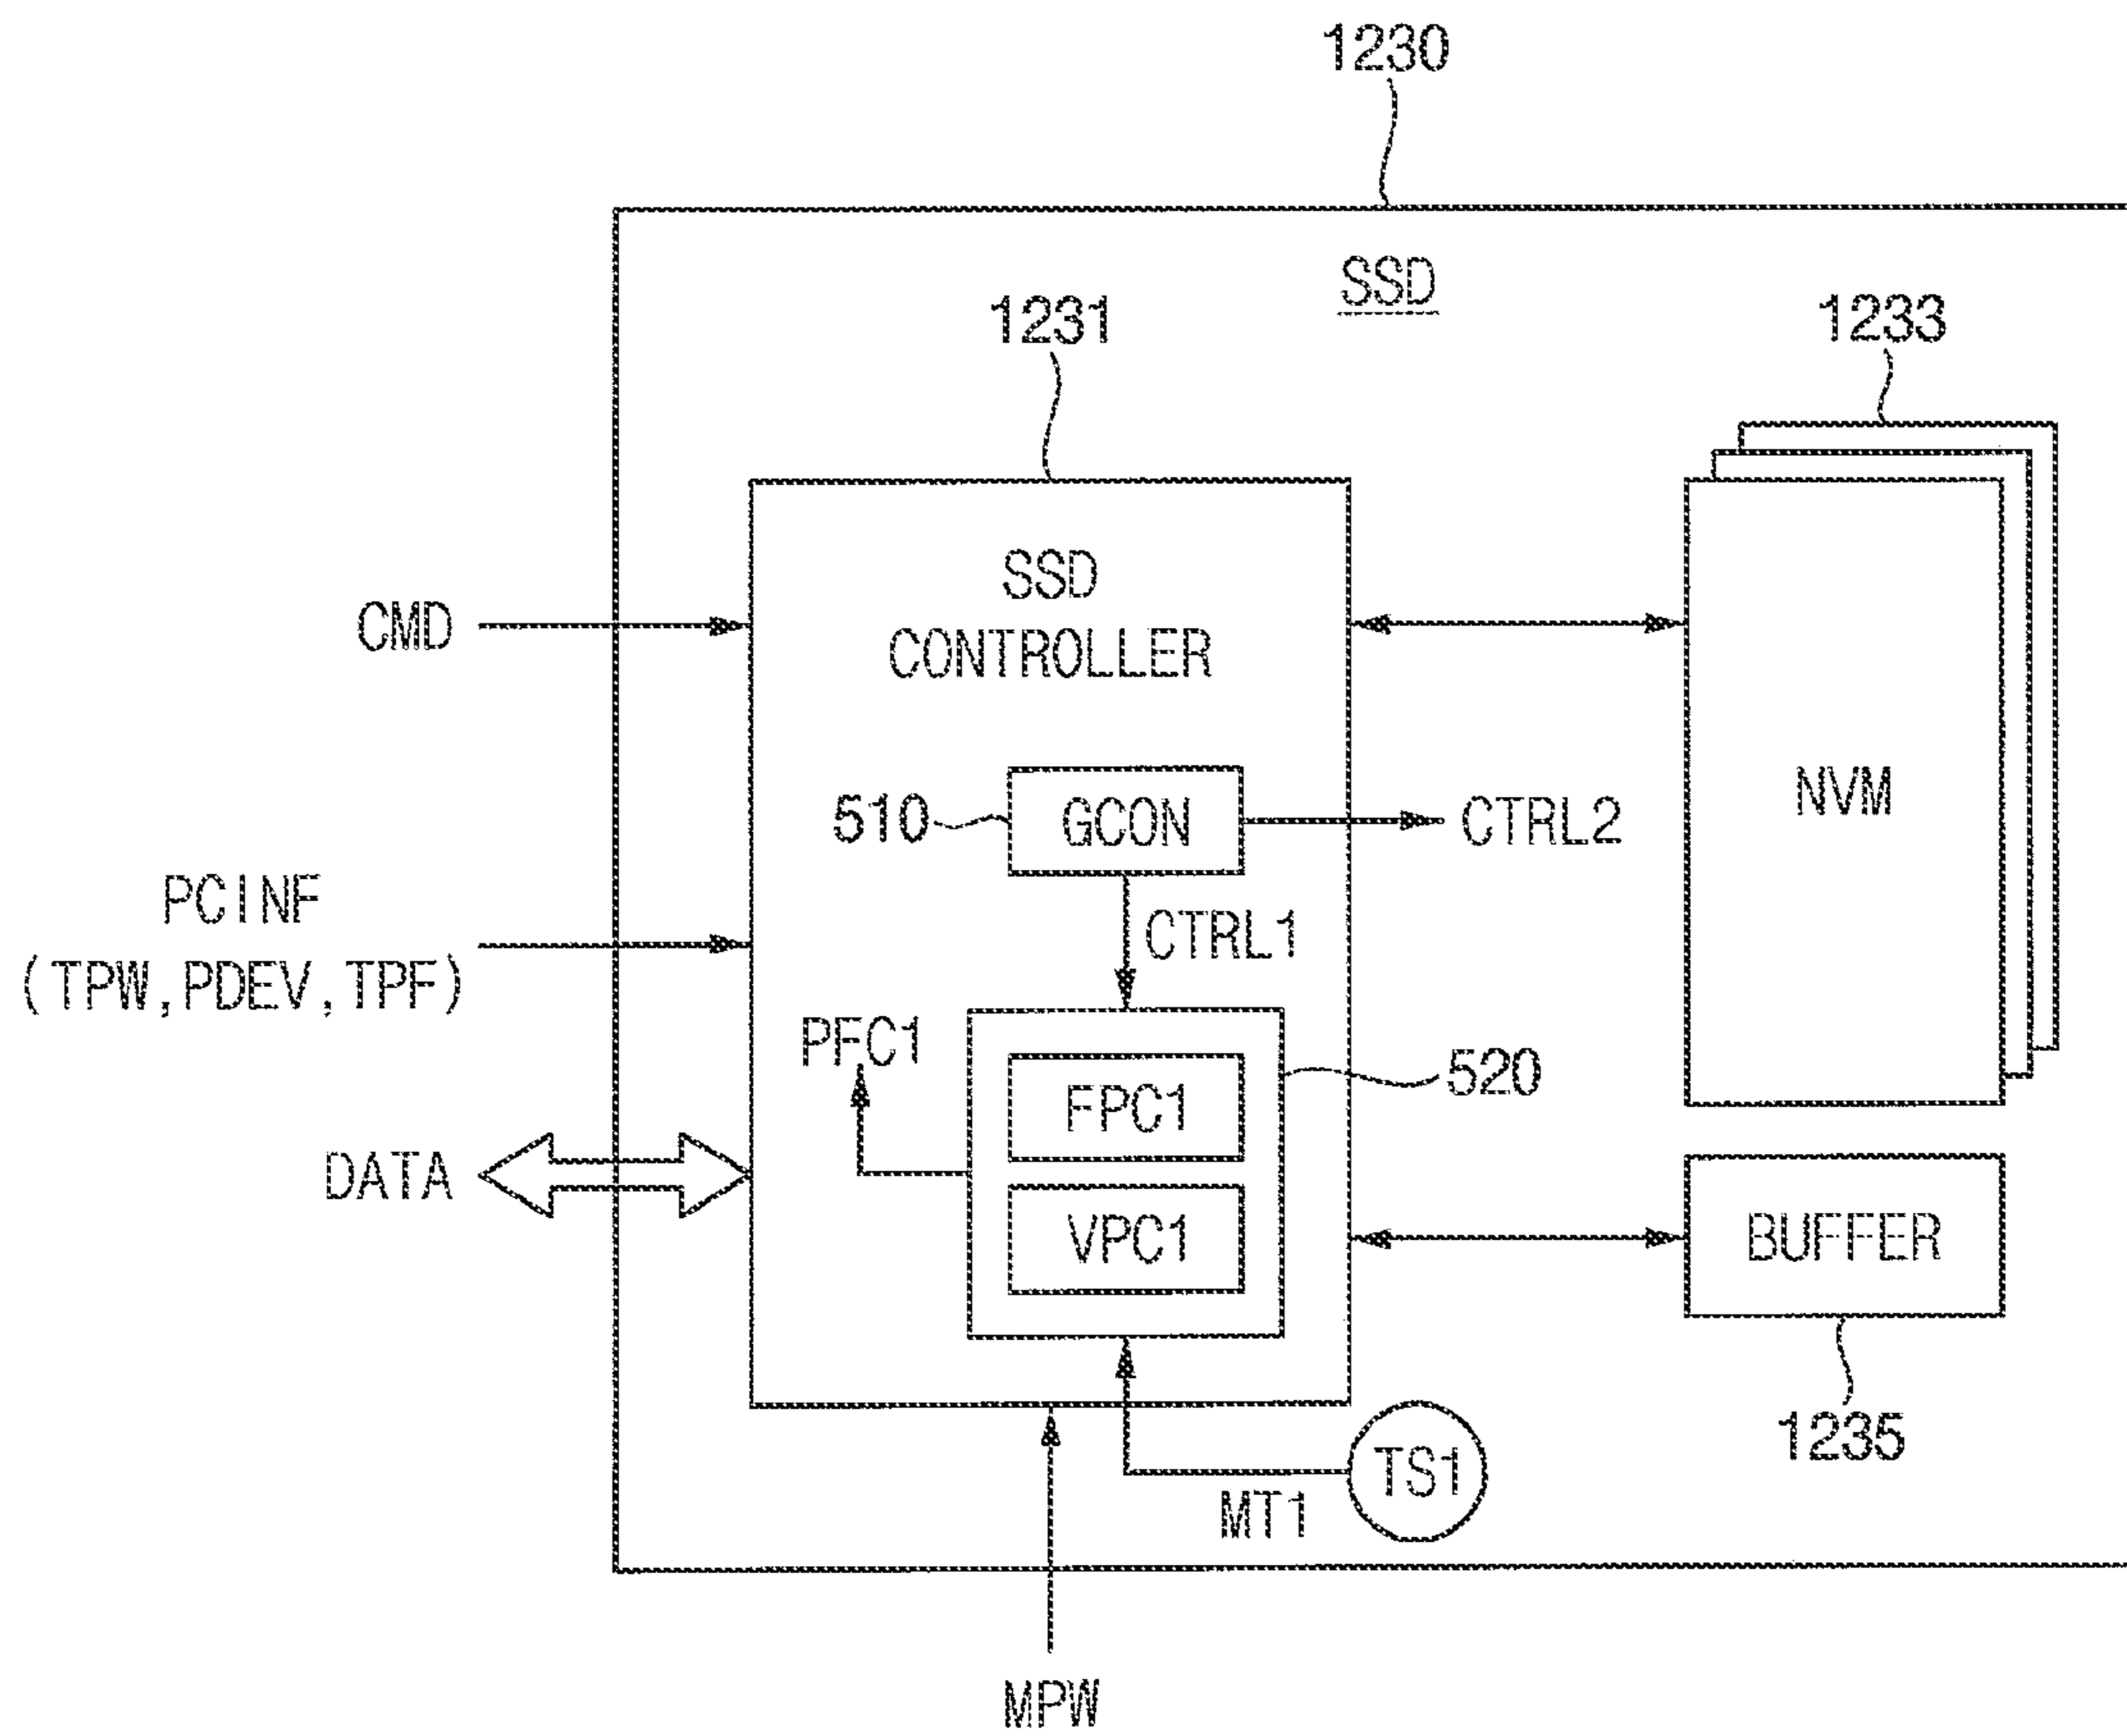 1230
SSD
1231
1233
SSD
CONTROLLER
CMD
NVM
510
GCON
CTRL2
PCINF
(TPW,PDEV,TPF)
CTRL1
PFC1
520
FPC1
DATA
VPC1
BUFFER
1235
TS1
MT1
MPW